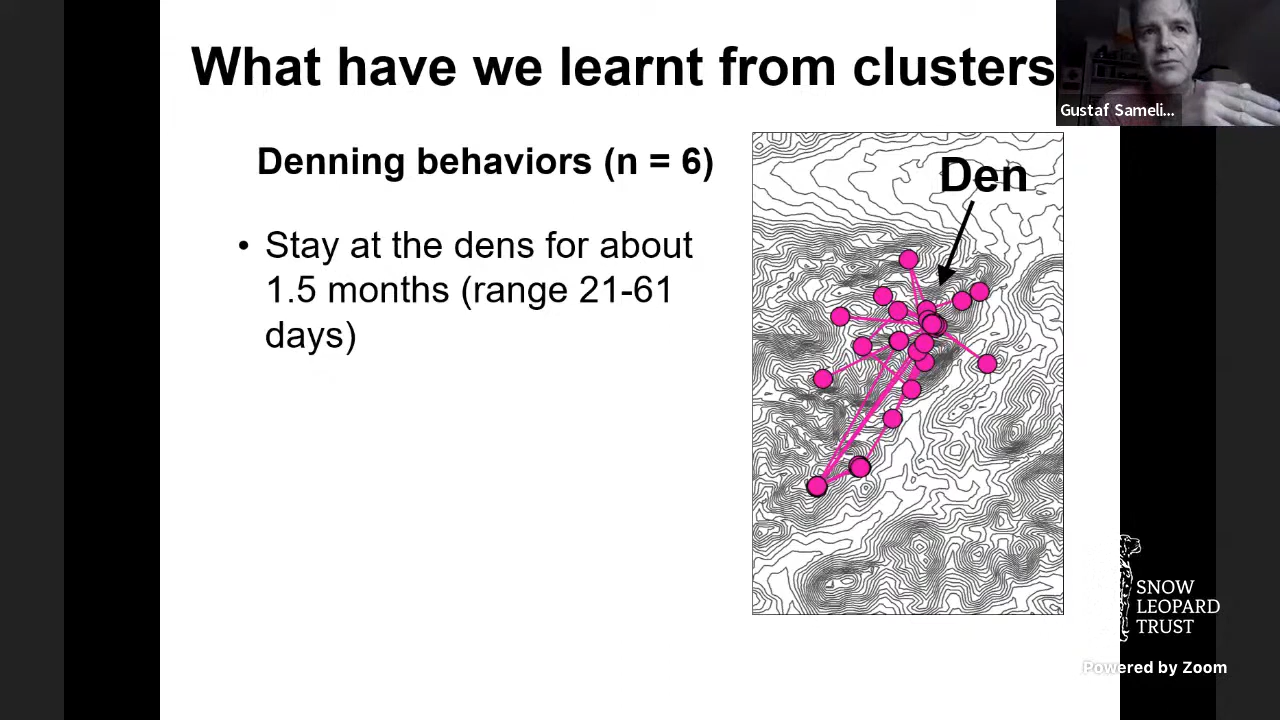 What have we learnt from clusters
Gustaf Sameli...
Denning behaviors (n = 6)
• Stay at the dens for about
1.5 months (range 21-61
days)
Den
SNOW
LEOPARD
TRUST
Powered by Zoom